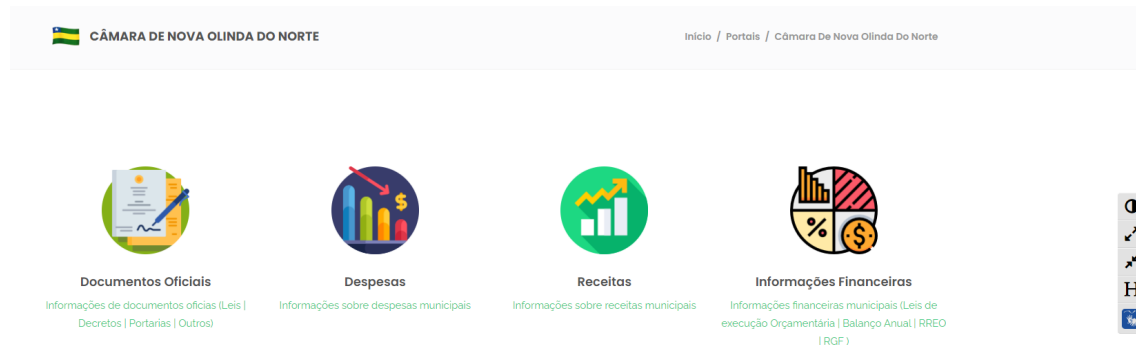 CÂMARA DE NOVA OLINDA DO NORTE
Início / Portais / Câmara De Nova Olinda Do Norte
Documentos Oficiais
Informações de documentos oficias (Leis |
Decretos | Portarias | Outros)
Despesas
Informações sobre despesas municipais
Receitas
Informações sobre receitas municipais
Informações Financeiras
Informações financeiras municipais (Leis de
execução Orçamentária | Balanço Anual | RREO
| RGF )
H